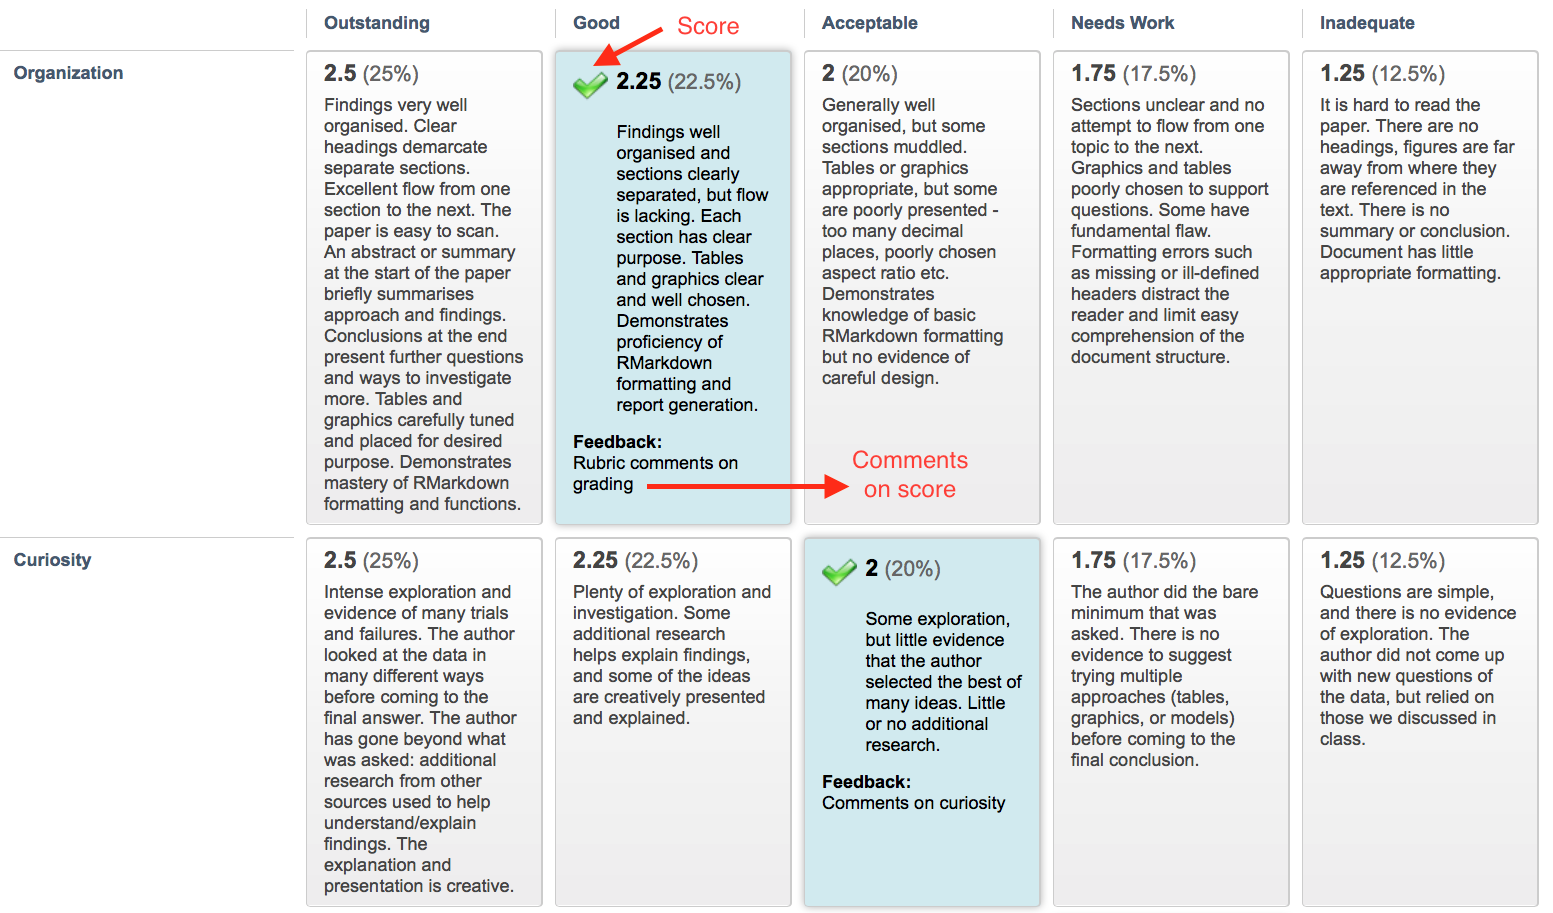 Outstanding
Good
Acceptable
Needs Work
Inadequate
Score
Organization
2.5 (25%)
Findings very well
organised. Clear
headings demarcate
separate sections.
Excellent flow from one
section to the next. The
paper is easy to scan.
An abstract or summary
at the start of the paper
briefly summarises
approach and findings.
Conclusions at the end
present further questions
and ways to investigate
more. Tables and
graphics carefully tuned
and placed for desired
purpose. Demonstrates
mastery of RMarkdown
formatting and functions.
2.25 (22.5%)
Findings well
organised and
sections clearly
separated, but flow
is lacking. Each
section has clear
purpose. Tables
and graphics clear
and well chosen.
Demonstrates
proficiency of
RMarkdown
formatting and
report generation.
Feedback:
Rubric comments on
grading
Comments
on score
2 (20%)
Generally well
organised, but some
sections muddled.
Tables or graphics
appropriate, but some
are poorly presented -
too many decimal
places, poorly chosen
aspect ratio etc.
Demonstrates
knowledge of basic
RMarkdown formatting
but no evidence of
careful design.
1.75 (17.5%)
Sections unclear and no
attempt to flow from one
topic to the next.
Graphics and tables
poorly chosen to support
questions. Some have
fundamental flaw.
Formatting errors such
as missing or ill-defined
headers distract the
reader and limit easy
comprehension of the
document structure.
1.25 (12.5%)
It is hard to read the
paper. There are no
headings, figures are far
away from where they
are referenced in the
text. There is no
summary or conclusion.
Document has little
appropriate formatting.
Curiosity
2.5 (25%)
Intense exploration and
evidence of many trials
and failures. The author
looked at the data in
many different ways
before coming to the
final answer. The author
has gone beyond what
was asked: additional
research from other
sources used to help
understand/explain
findings. The
explanation and
presentation is creative.
2.25 (22.5%)
Plenty of exploration and
investigation. Some
additional research
helps explain findings,
and some of the ideas
are creatively presented
and explained.
2 (20%)
Some exploration,
but little evidence
that the author
selected the best of
many ideas. Little
or no additional
research.
Feedback:
Comments on curiosity
1.75 (17.5%)
The author did the bare
minimum that was
asked. There is no
evidence to suggest
trying multiple
approaches (tables,
graphics, or models)
before coming to the
final conclusion.
1.25 (12.5%)
Questions are simple,
and there is no evidence
of exploration. The
author did not come up
with new questions of
the data, but relied on
those we discussed in
class.